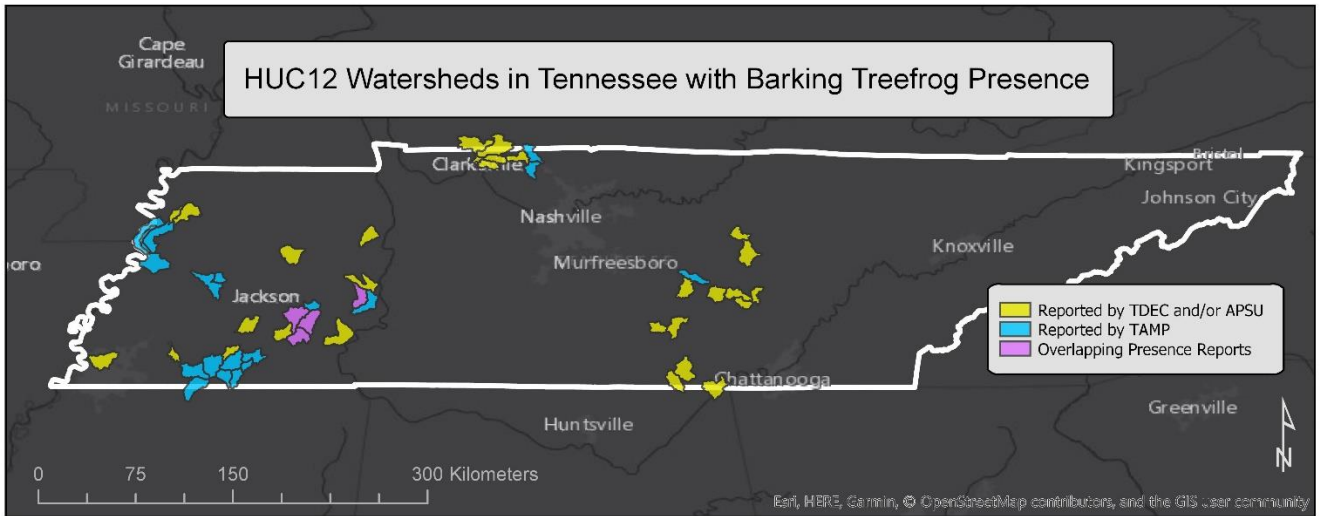 Cape
Girardeau
HUC12 Watersheds in Tennessee with Barking Treefrog Presence
MISSOURI
Clarksville
Bristol
Kingsport
Johnson City
Nashville
Knoxville
Murfreesboro
oro
Jackson
Reported by TDEC and/or APSU
Reported by TAMP
Overlapping Presence Reports
Chattanooga
Greenville
Huntsville
N
0 75 150 300 Kilometers
Esri, HERE, Garmin, © OpenStreetMap contributors, and the GIS user community